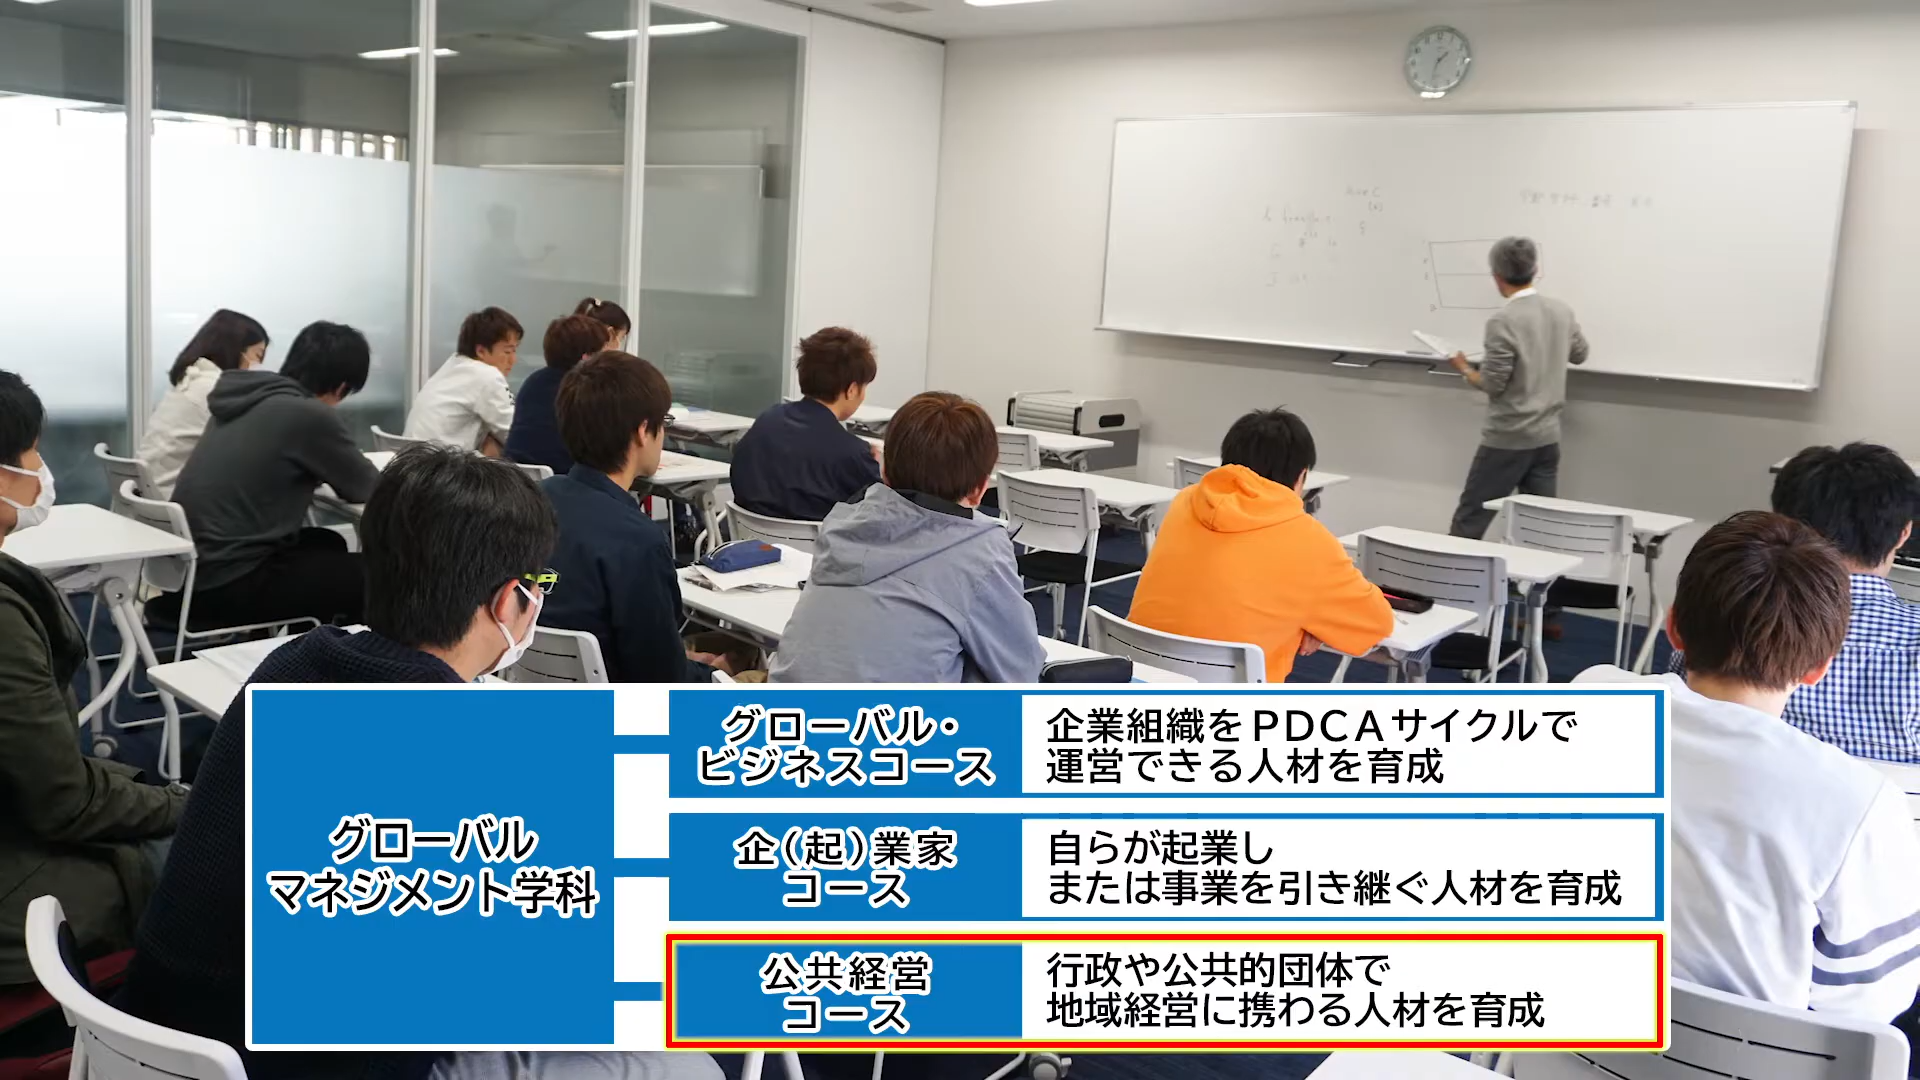 グローバル
マネジメント学科
グローバル・
ビジネスコース
企業組織をPDCAサイクルで
運営できる人材を育成
企(起)業家
コース
自らが起業し
または事業を引き継ぐ人材を育成
公共経営
コース
行政や公共的団体で
地域経営に携わる人材を育成